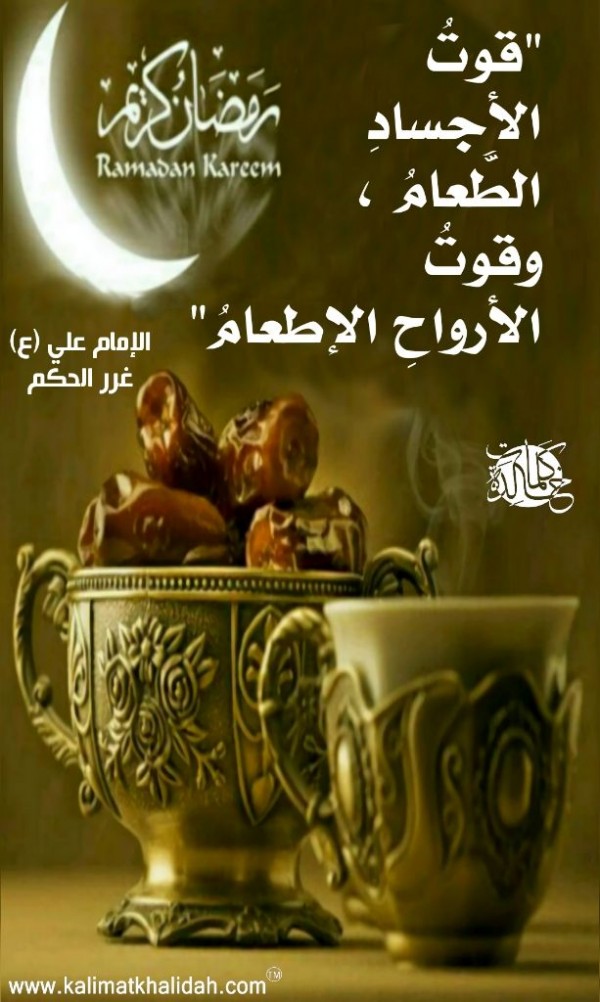 "قوتُ
الأجسادِ
الطَّعامُ ،
وقوتُ
الأرواحِ الإطعامُ"
رمضان كريم
Ramadan Kareem
الإمام علي (ع)
غرر الحكم
كلمات خالدة
www.kalimatkhalidah.com™